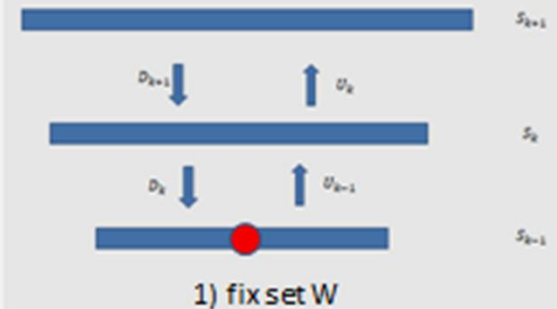 S_{k+1}
D_{k+1} U_k
S_k
D_k U_{k-1}
S_{k-1}
1) fix set W